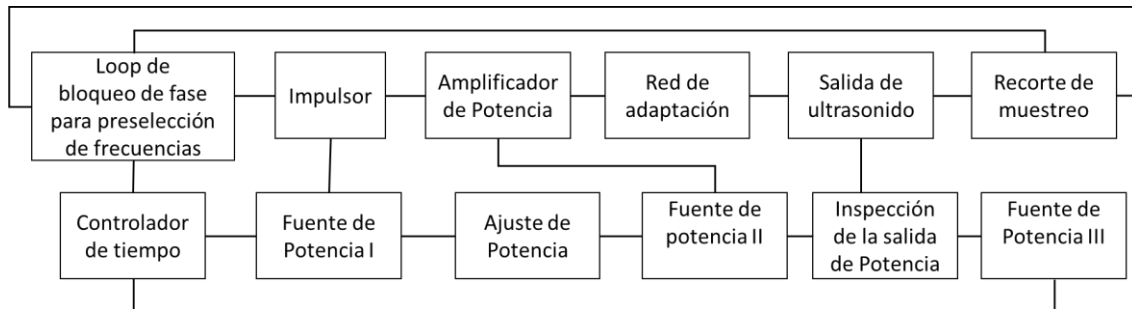 Loop de
bloqueo de fase
para preselección
de frecuencias
Impulsor
Amplificador
de Potencia
Red de
adaptación
Salida de
ultrasonido
Recorte de
muestreo
Controlador
de tiempo
Fuente de
Potencia I
Ajuste de
Potencia
Fuente de
potencia II
Inspección
de la salida
de Potencia
Fuente de
Potencia III